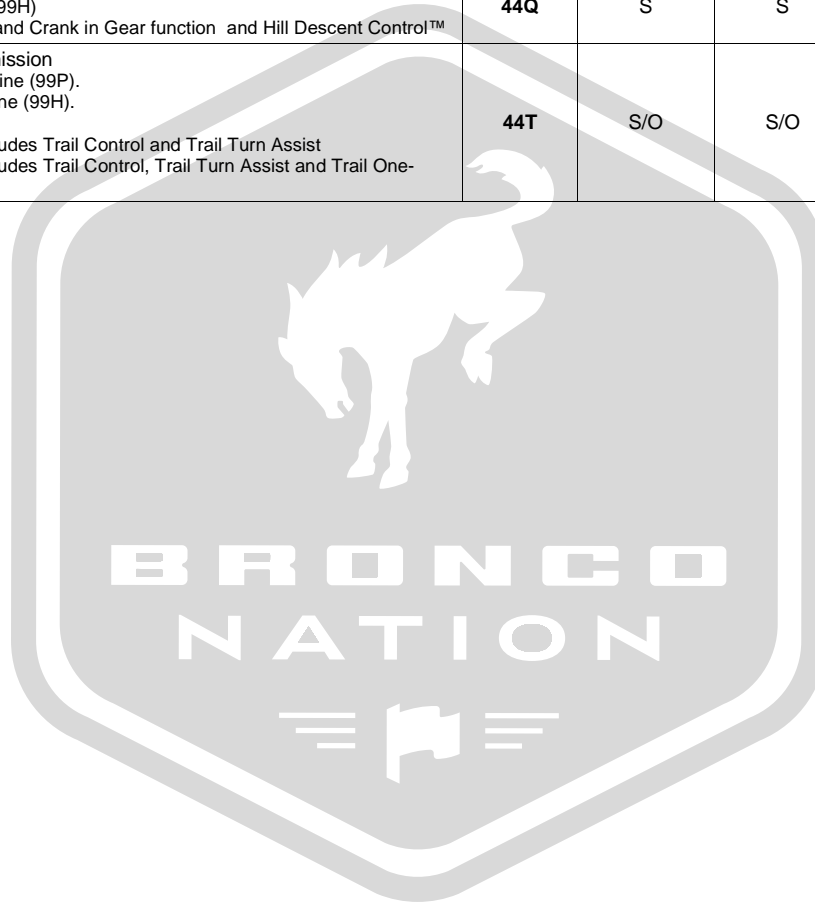 99H) 44Q S S
and Crank in Gear function and Hill Descent Control™
ission
ine (99P).
ne (99H).
44T S/O S/O
udes Trail Control and Trail Turn Assist
udes Trail Control, Trail Turn Assist and Trail One-
BRONCO
NATION